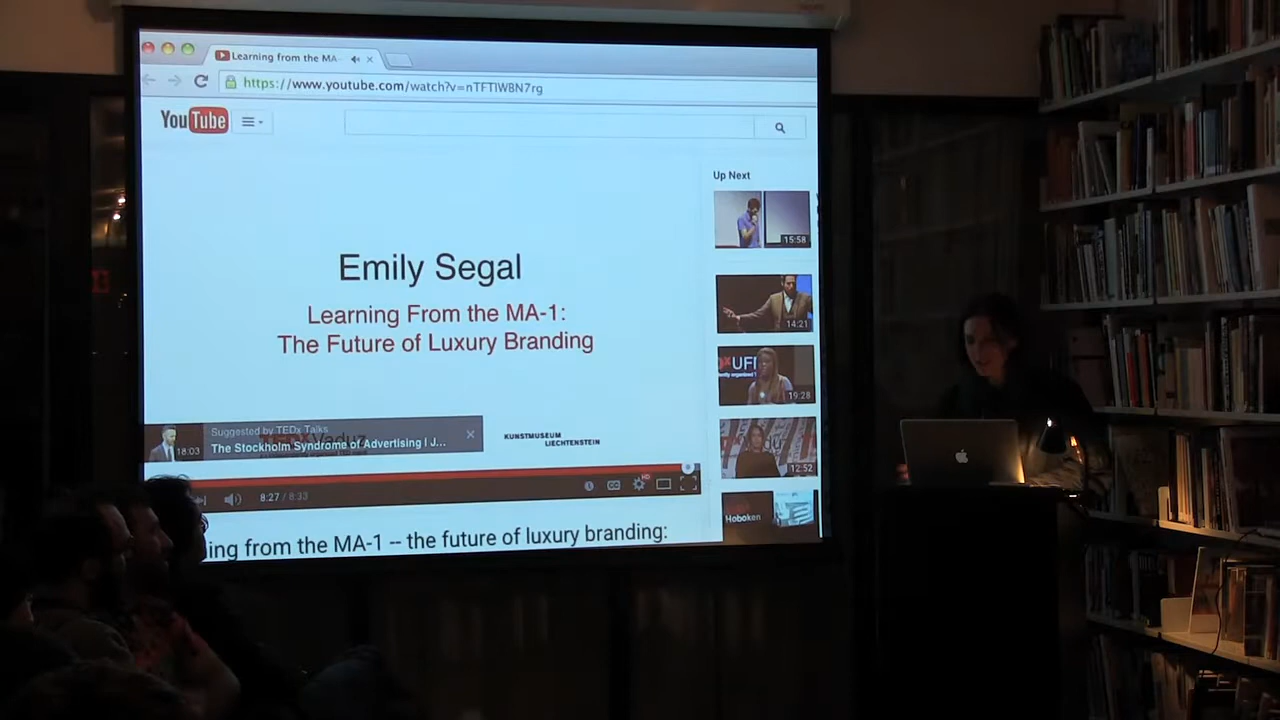 Learning from the MA-
https://www.youtube.com/watch?v=nTFTIW8N7rg
YouTube
Up Next
15:58
Emily Segal
Learning From the MA-1:
The Future of Luxury Branding
14:21
19:28
Suggested by TEDx Talks
The Stockholm Syndrome of Advertising | J...
18:03
KUNSTMUSEUM
LIECHTENSTEIN
12:52
8:27 / 8:33
HD
Hoboken
ing from the MA-1 -- the future of luxury branding: